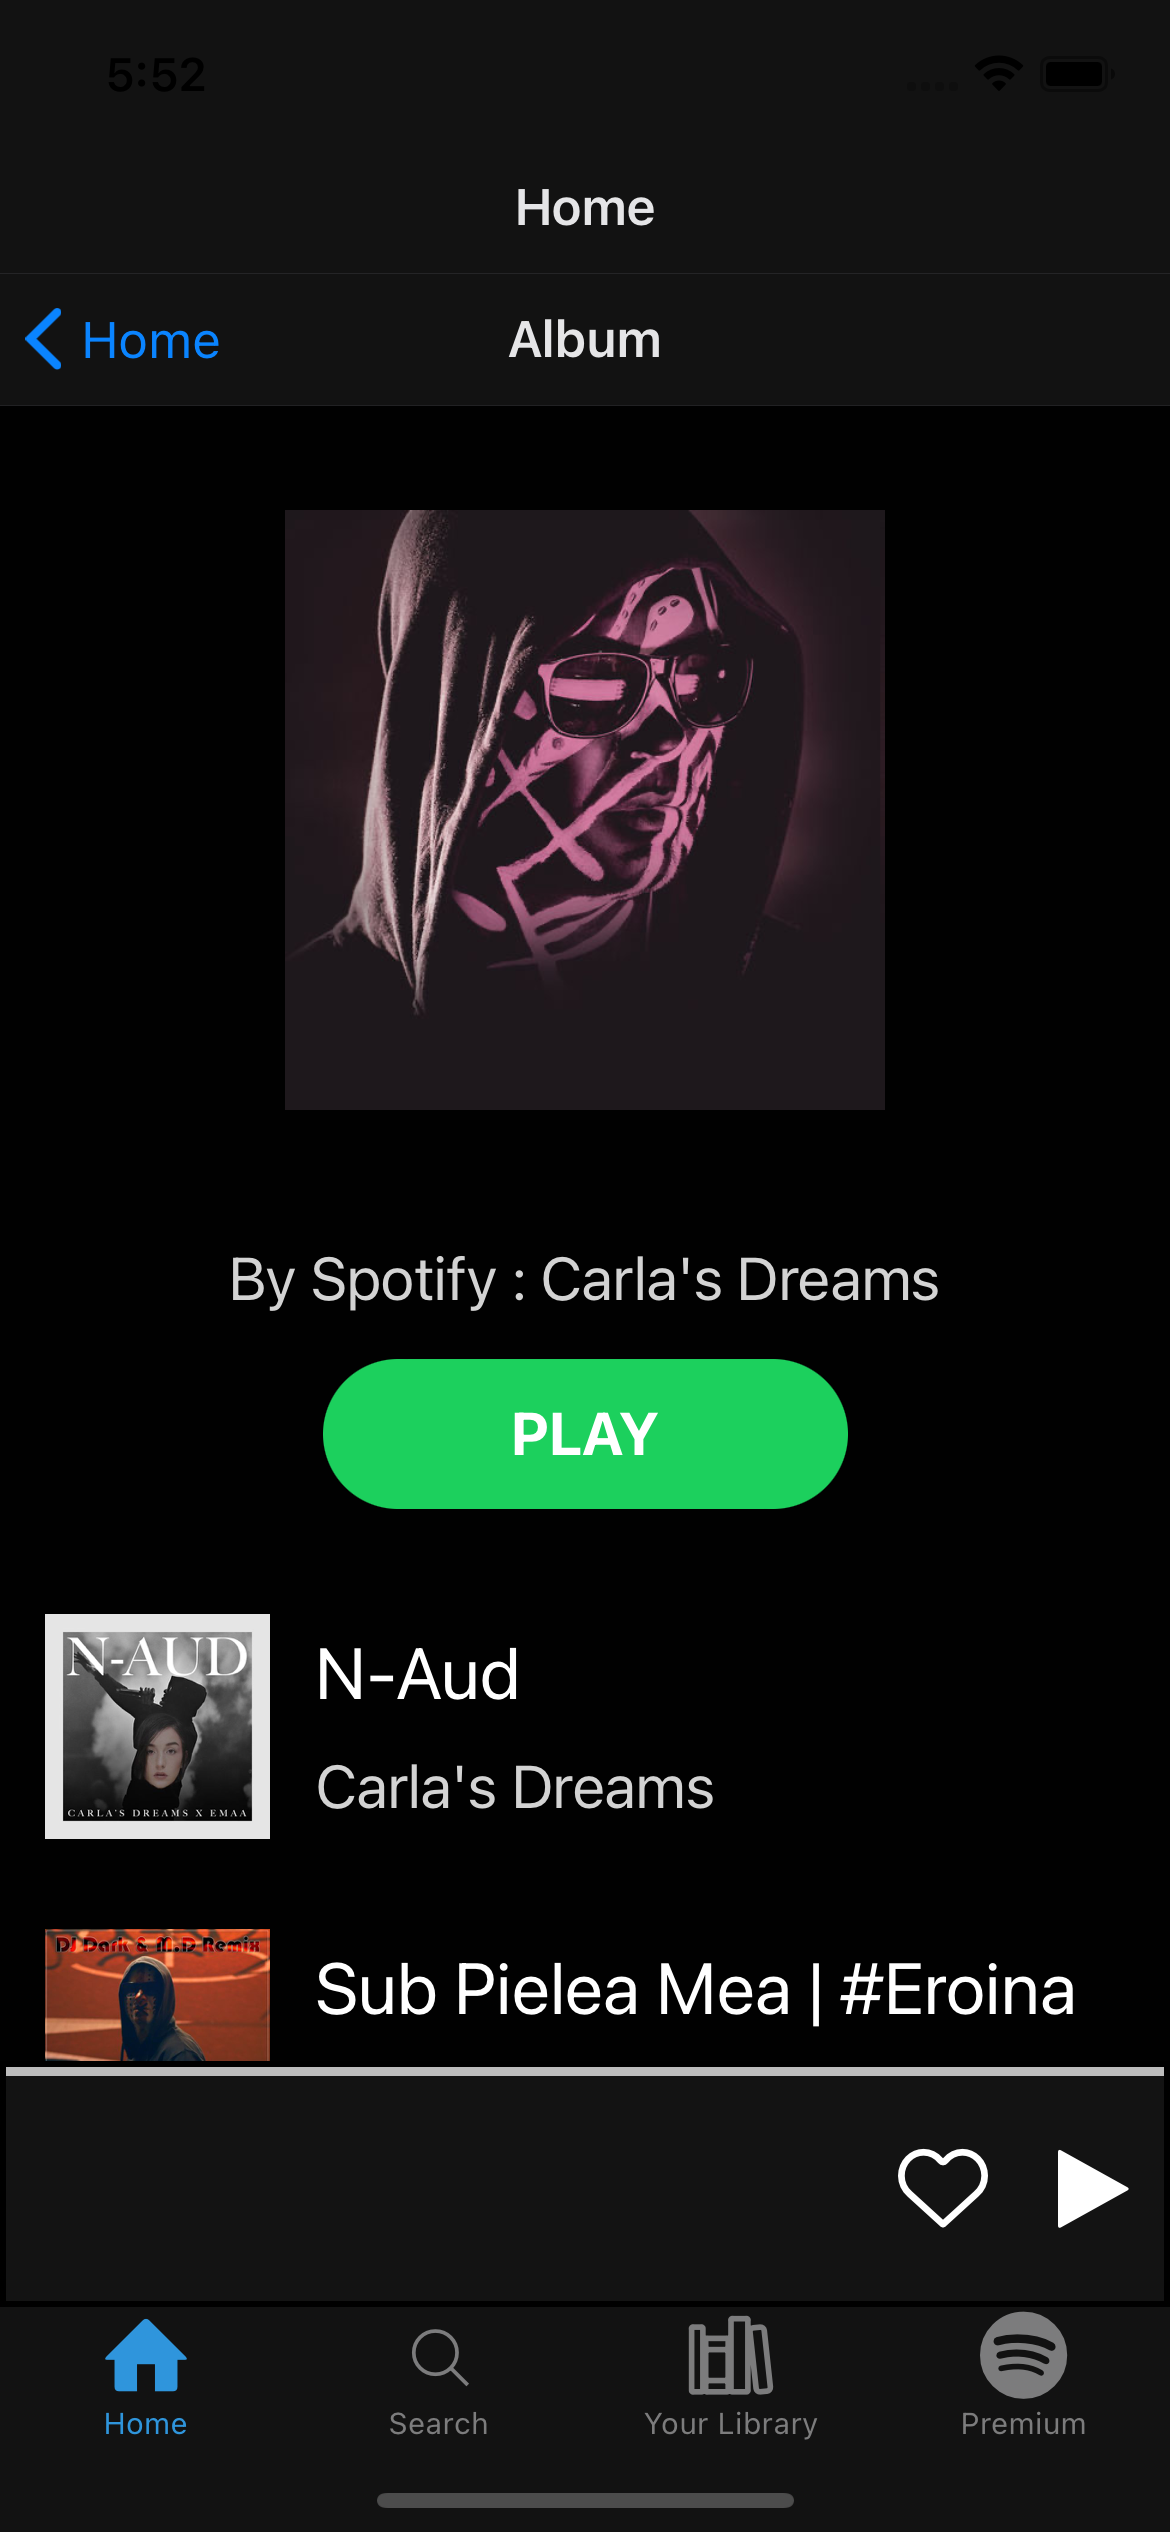 5:52
Home
Home
Album
By Spotify : Carla's Dreams
PLAY
N-AUD
CARLA'S DREAMS X EMAA
N-Aud
Carla's Dreams
DJ Dark & M.D Remix
Sub Pielea Mea | #Eroina
Home
Search
Your Library
Premium